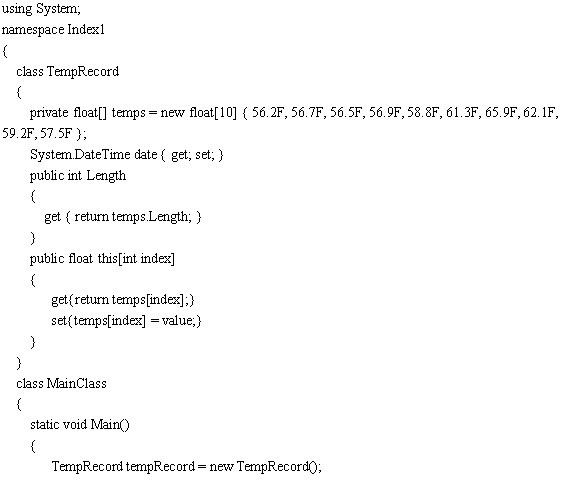 using System;
namespace Index1
{
class TempRecord
{
private float[] temps = new float[10] { 56.2F, 56.7F, 56.5F, 56.9F, 58.8F, 61.3F, 65.9F, 62.1F,
59.2F, 57.5F };
System.DateTime date { get; set; }
public int Length
{
get { return temps.Length; }
}
public float this[int index]
{
get{return temps[index];}
set{temps[index] = value;}
}
}
class MainClass
{
static void Main()
{
TempRecord tempRecord = new TempRecord();